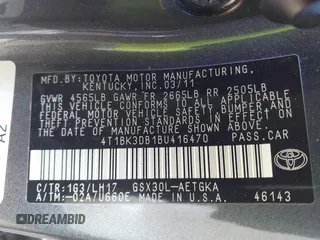 MFD.BY:TOYOTA MOTOR MANUFACTURING,
KENTUCKY, INC.03/11
GVWR 4565LB GAWR FR 2665LB RR 2505LB
THIS VEHICLE CONFORMS TO ALL APPLICABLE
FEDERAL MOTOR VEHICLE SAFETY, BUMPER, AND
THEFT PREVENTION STANDARDS IN EFFECT ON
THE DATE OF MANUFACTURE SHOWN ABOVE.
4T1BK3DB1BU416470 PASS.CAR
C/TR:1G3/LH17 GSX30L-AETGKA
A/TM:-02A/U660E MADE IN U.S.A. 46143
A2
DREAMBID